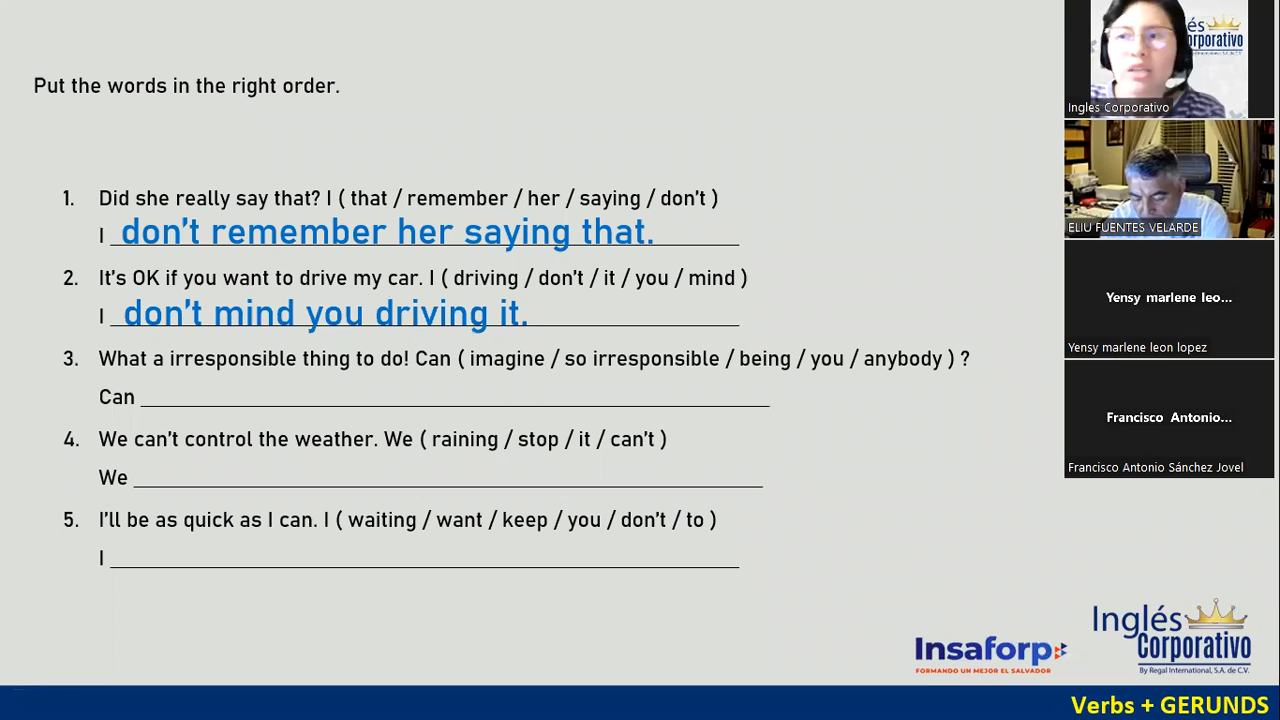 Put the words in the right order.
1. Did she really say that? I ( that / remember / her / saying / don't )
I don't remember her saying that.
2. It's OK if you want to drive my car. I ( driving / don't / it / you / mind )
I don't mind you driving it.
3. What a irresponsible thing to do! Can ( imagine / so irresponsible / being / you / anybody ) ?
Can
4. We can't control the weather. We ( raining / stop / it / can't )
We
5. I'll be as quick as I can. I ( waiting / want / keep / you / don't / to )
I
Insaforp
FORMANDO UN MEJOR EL SALVADOR
Inglés
Corporativo
By Regal International, S.A. de C.V.
Verbs + GERUNDS
és
orporativo
Ingles Corporativo
ELIU FUENTES VELARDE
Yensy marlene leo...
Yensy marlene leon lopez
Francisco Antonio...
Francisco Antonio Sánchez Jovel